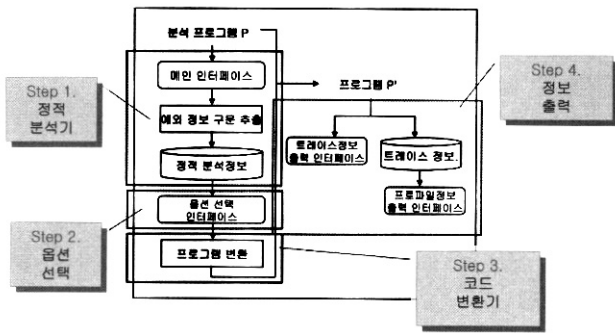 분석 프로그램 P
메인 인터페이스
예외 정보 구문 추출
정적 분석정보
옵션 선택
인터페이스
프로그램 변환
프로그램 P'
트레이스정보
출력 인터페이스
트레이스 정보.
프로파일정보
출력 인터페이스
Step 1.
정적
분석기
Step 2.
옵션
선택
Step 3.
코드
변환기
Step 4.
정보
출력